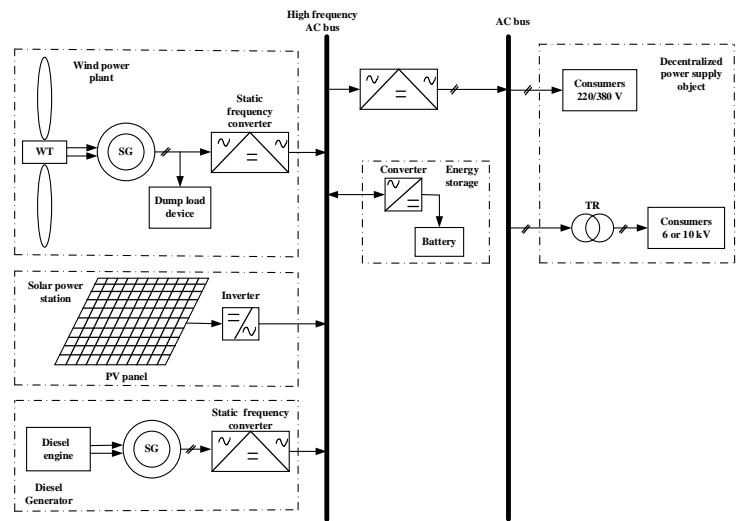 High frequency
AC bus
AC bus
Wind power
plant
Static
frequency
converter
WT
SG
Dump load
device
Decentralized
power supply
object
Consumers
220/380 V
Converter
Energy
storage
Battery
TR
Consumers
6 or 10 kV
Solar power
station
Inverter
PV panel
Static frequency
converter
Diesel
engine
SG
Diesel
Generator